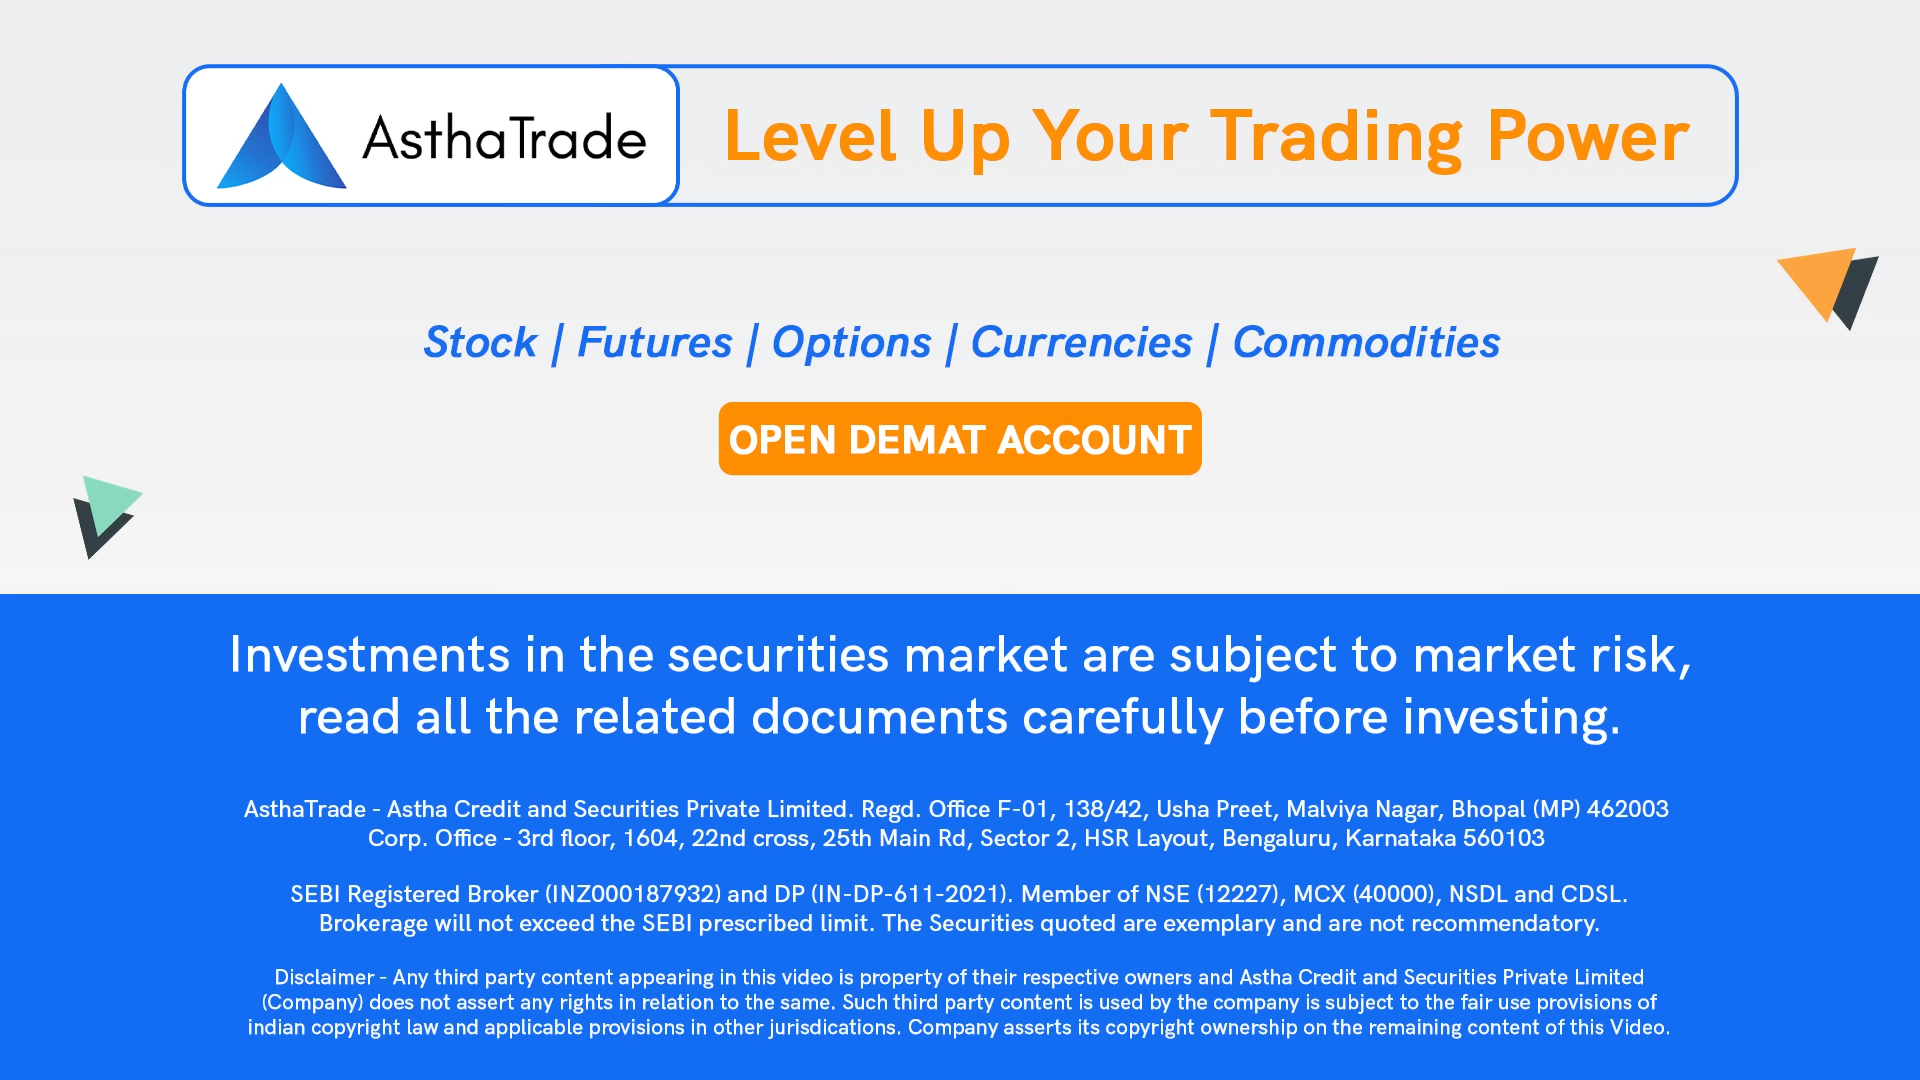 AsthaTrade
Level Up Your Trading Power
Stock | Futures | Options | Currencies | Commodities
OPEN DEMAT ACCOUNT
Investments in the securities market are subject to market risk,
read all the related documents carefully before investing.
AsthaTrade - Astha Credit and Securities Private Limited. Regd. Office F-01, 138/42, Usha Preet, Malviya Nagar, Bhopal (MP) 462003
Corp. Office - 3rd floor, 1604, 22nd cross, 25th Main Rd, Sector 2, HSR Layout, Bengaluru, Karnataka 560103
SEBI Registered Broker (INZ000187932) and DP (IN-DP-611-2021). Member of NSE (12227), MCX (40000), NSDL and CDSL.
Brokerage will not exceed the SEBI prescribed limit. The Securities quoted are exemplary and are not recommendatory.
Disclaimer - Any third party content appearing in this video is property of their respective owners and Astha Credit and Securities Private Limited
(Company) does not assert any rights in relation to the same. Such third party content is used by the company is subject to the fair use provisions of
indian copyright law and applicable provisions in other jurisdications. Company asserts its copyright ownership on the remaining content of this Video.